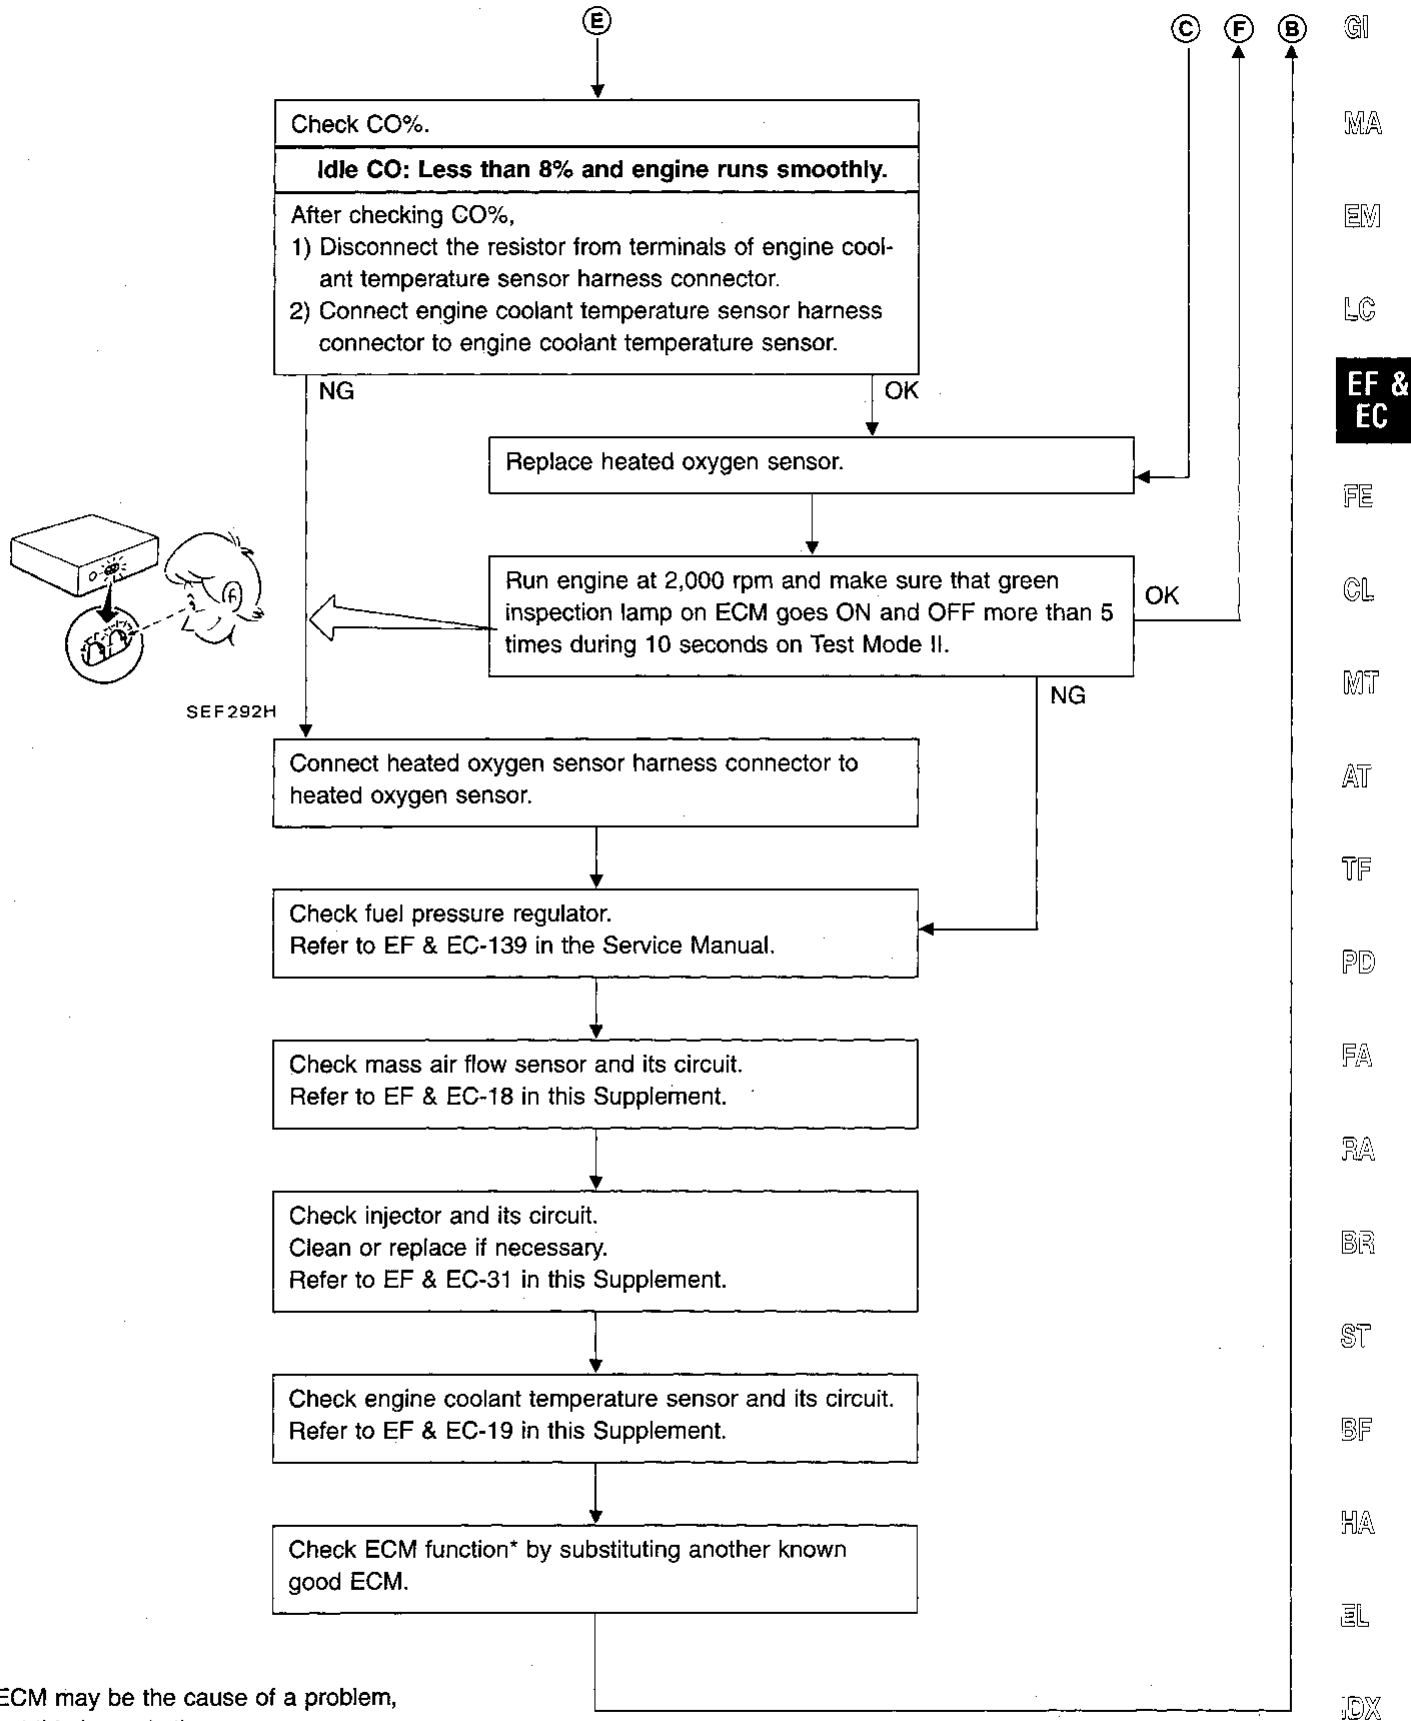 E
C F B
Check CO%.
Idle CO: Less than 8% and engine runs smoothly.
After checking CO%,
1) Disconnect the resistor from terminals of engine cool-
ant temperature sensor harness connector.
2) Connect engine coolant temperature sensor harness
connector to engine coolant temperature sensor.
NG
OK
Replace heated oxygen sensor.
Run engine at 2,000 rpm and make sure that green
inspection lamp on ECM goes ON and OFF more than 5
times during 10 seconds on Test Mode II.
OK
NG
SEF292H
Connect heated oxygen sensor harness connector to
heated oxygen sensor.
Check fuel pressure regulator.
Refer to EF & EC-139 in the Service Manual.
Check mass air flow sensor and its circuit.
Refer to EF & EC-18 in this Supplement.
Check injector and its circuit.
Clean or replace if necessary.
Refer to EF & EC-31 in this Supplement.
Check engine coolant temperature sensor and its circuit.
Refer to EF & EC-19 in this Supplement.
Check ECM function* by substituting another known
good ECM.
ECM may be the cause of a problem,
GI
MA
EM
LC
EF &
EC
FE
CL
MT
AT
TF
PD
FA
RA
BR
ST
BF
HA
EL
IDX